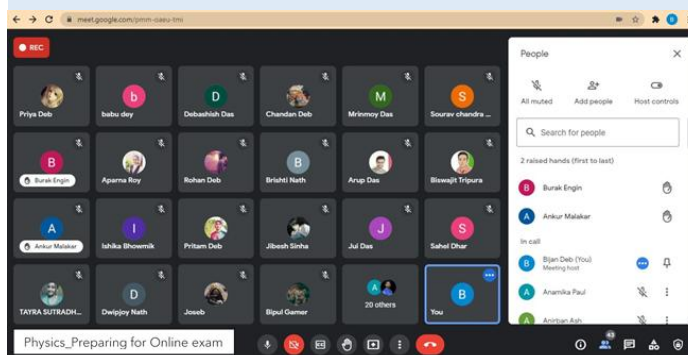 meet.google.com/pmm-oaeu-tmi
B
REC
People
Priya Deb
b
babu dey
D
Debashish Das
Chandan Deb
M
Mrinmoy Das
S
Sourav chandra ...
All muted
Add people
Host controls
Search for people
B
Burak Engin
Aparna Roy
Rohan Deb
B
Brishti Nath
Arup Das
Biswajit Tripura
2 raised hands (first to last)
B
Burak Engin
A
Ankur Malakar
A
Ankur Malakar
I
Ishika Bhowmik
Pritam Deb
Jibesh Sinha
J
Jui Das
S
Sahel Dhar
In call
B
Bijan Deb (You)
Meeting host
A
Anamika Paul
A
Anirban Ash
TAYRA SUTRADH...
D
Dwipjoy Nath
Joseb
Bipul Gamer
A
20 others
B
You
43
Physics_Preparing for Online exam